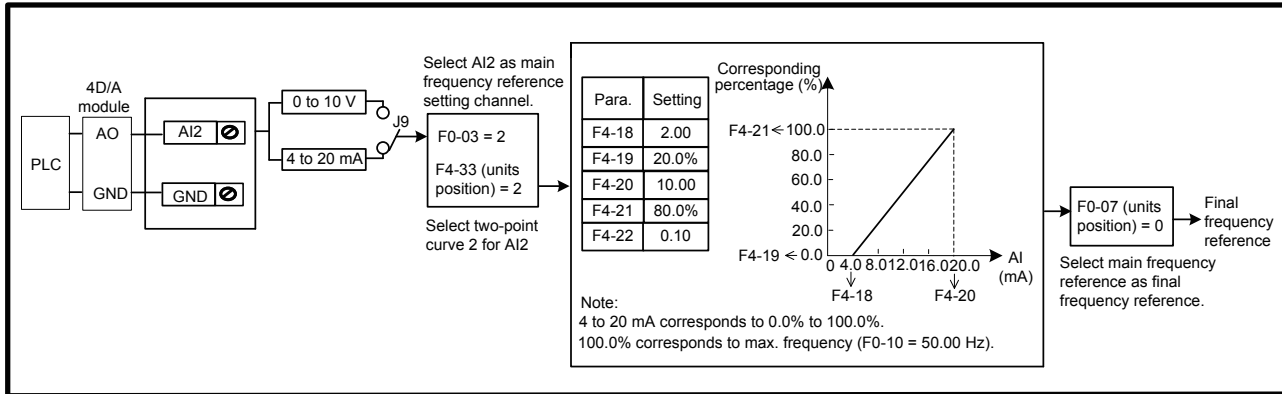 PLC
4D/A
module
AO
GND
AI2
GND
0 to 10 V
4 to 20 mA
J9
Select AI2 as main
frequency reference
setting channel.
F0-03 = 2
F4-33 (units
position) = 2
Select two-point
curve 2 for AI2
Para. Setting
F4-18 2.00
F4-19 20.0%
F4-20 10.00
F4-21 80.0%
F4-22 0.10
Corresponding
percentage (%)
F4-21 100.0
80.0
60.0
40.0
20.0
F4-19 0.0
0 4.0 8.0 12.0 16.0 20.0 AI
(mA)
F4-18 F4-20
Note:
4 to 20 mA corresponds to 0.0% to 100.0%.
100.0% corresponds to max. frequency (F0-10 = 50.00 Hz).
F0-07 (units
position) = 0
Select main frequency
reference as final
frequency reference.
Final
frequency
reference